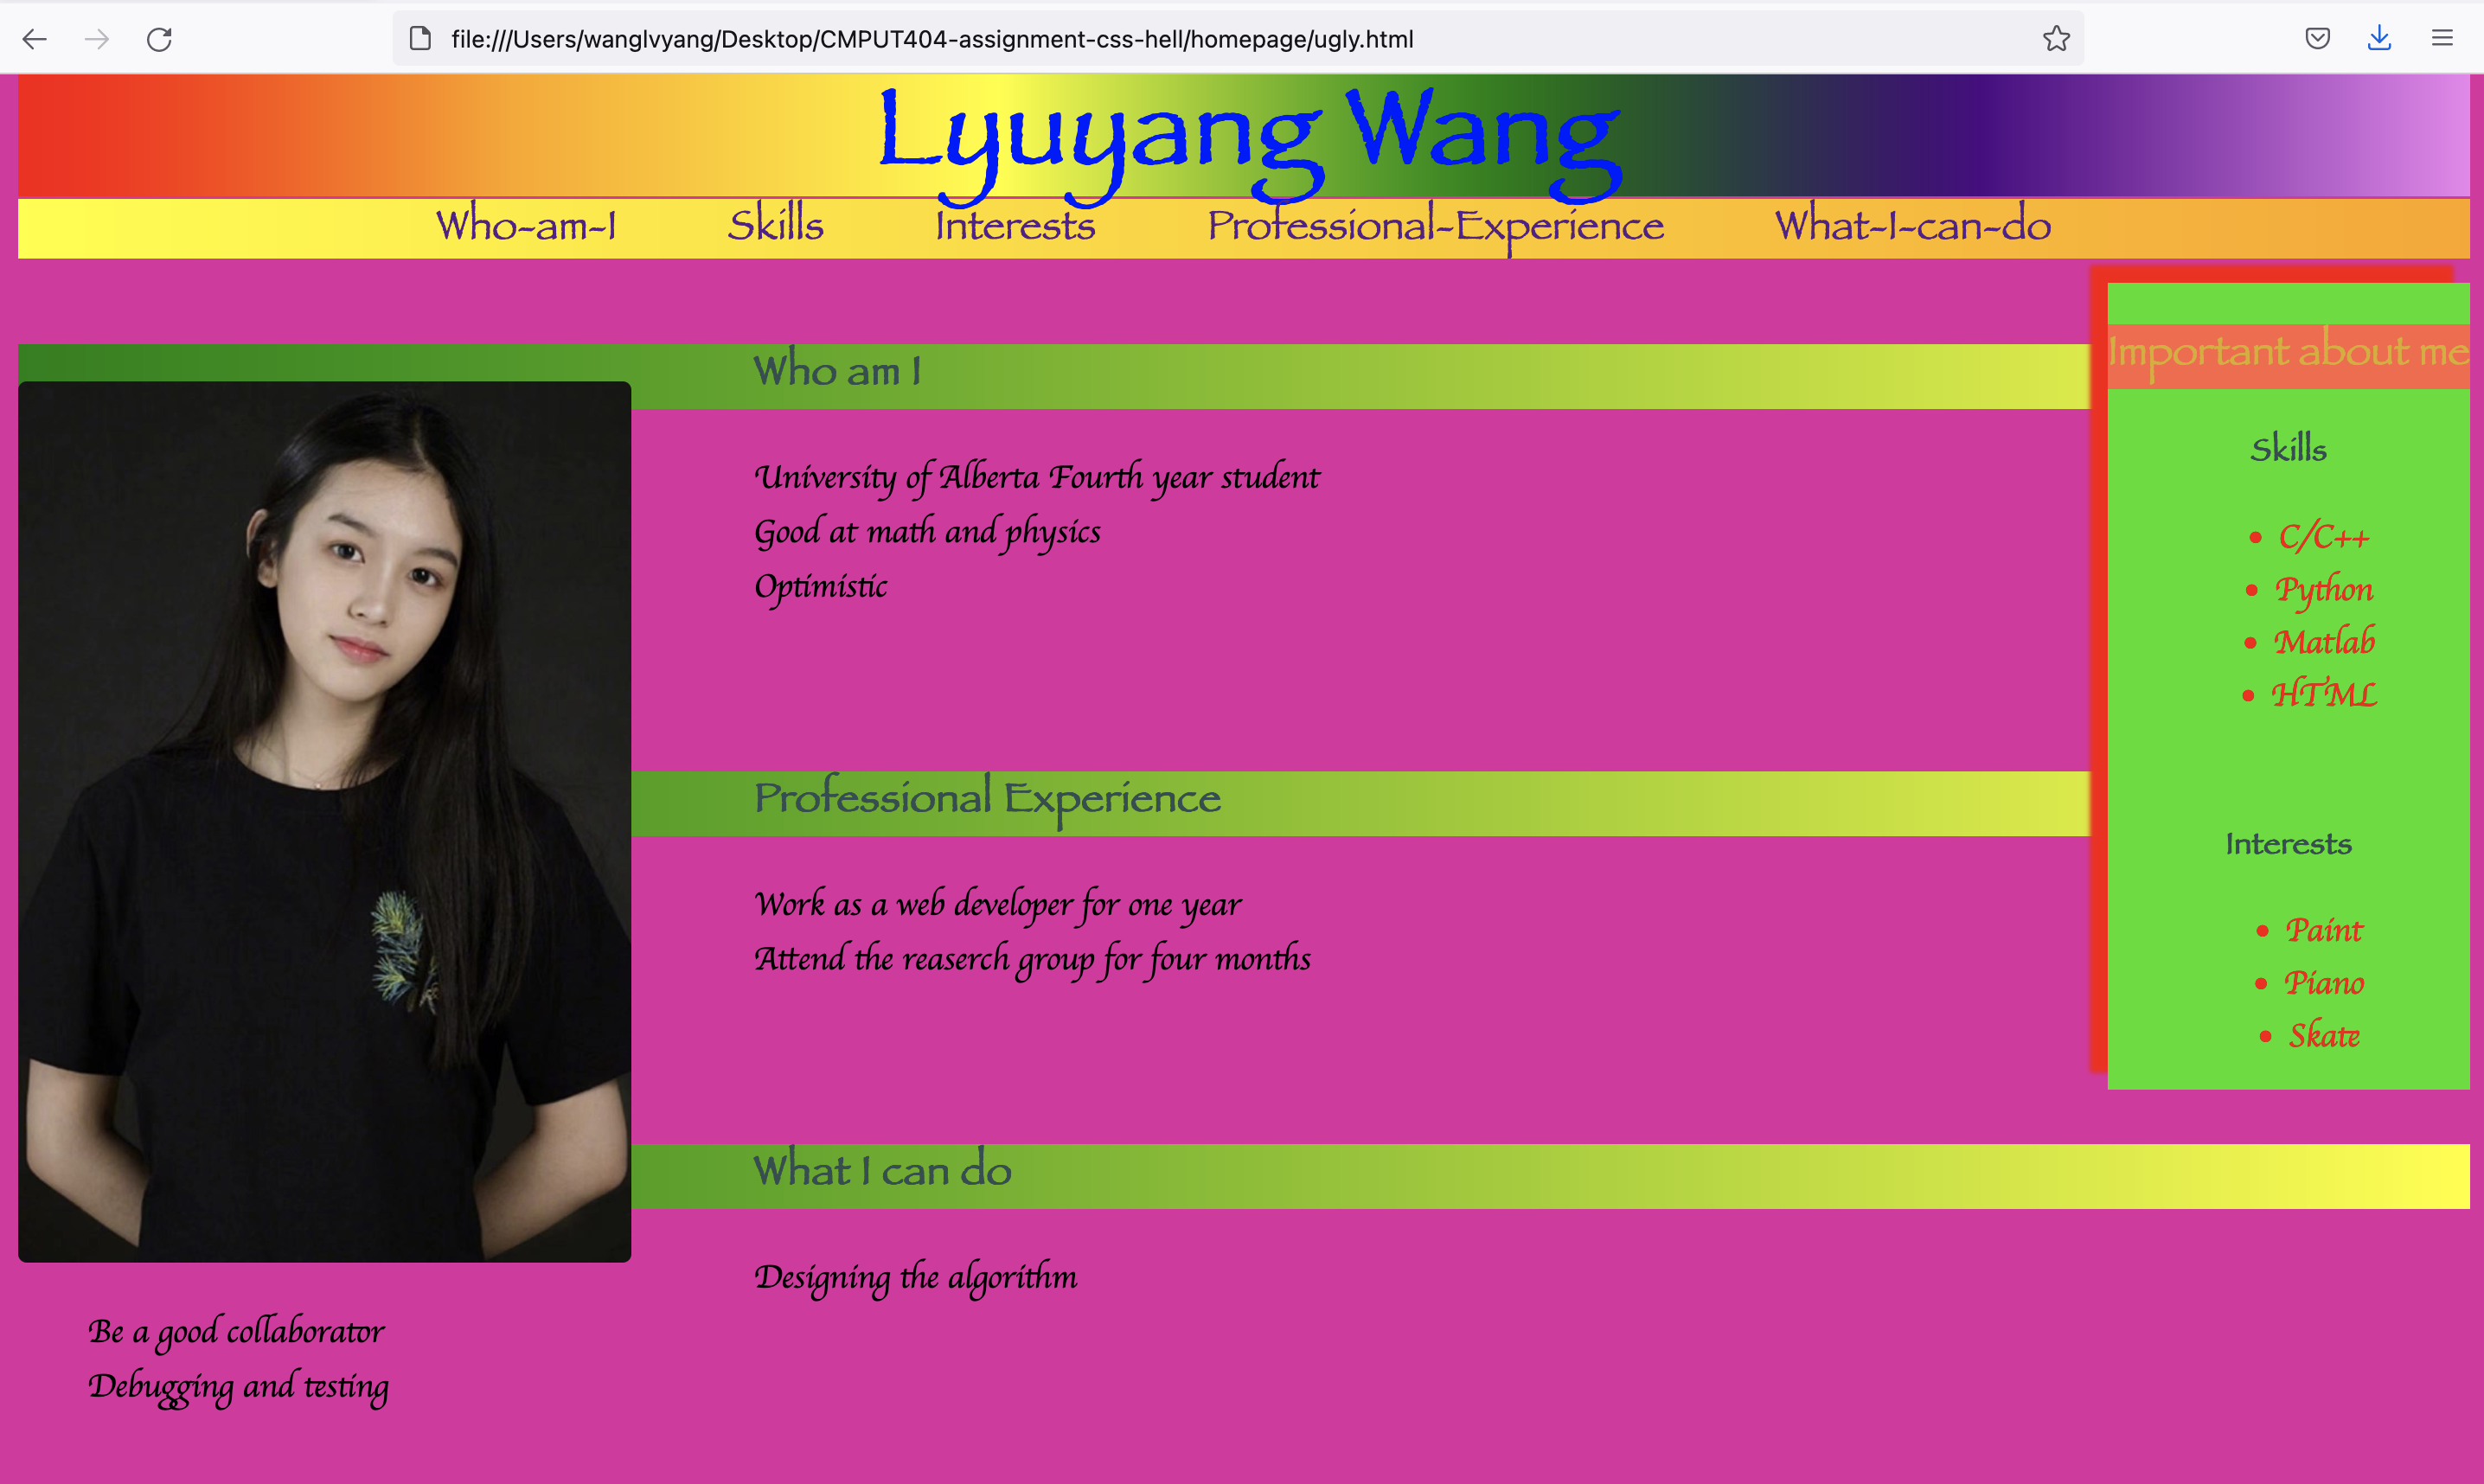 file:///Users/wanglvyang/Desktop/CMPUT404-assignment-css-hell/homepage/ugly.html
Lyuyang Wang
Who-am-I Skills Interests Professional-Experience What-I-can-do
Who am I
University of Alberta Fourth year student
Good at math and physics
Optimistic
Professional Experience
Work as a web developer for one year
Attend the reaserch group for four months
What I can do
Designing the algorithm
Be a good collaborator
Debugging and testing
Important about me
Skills
C/C++
Python
Matlab
HTML
Interests
Paint
Piano
Skate